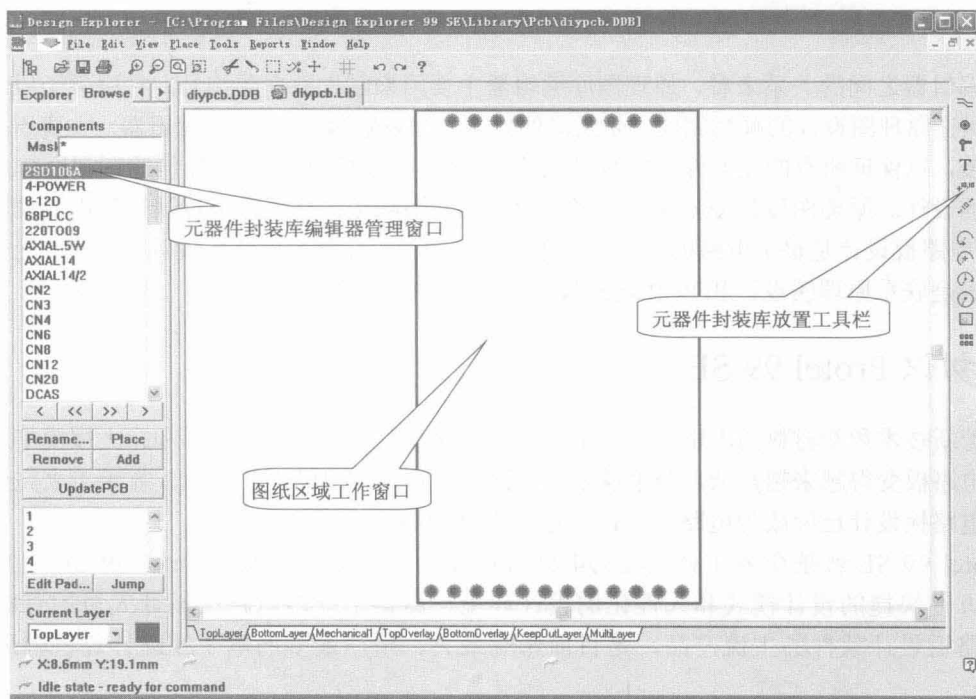 Design Explorer - [C:\Program Files\Design Explorer 99 SE\Library\Pcb\diypcb.DDB]
File Edit View Place Tools Reports Window Help
Explorer Browse
diypcb.DDB diypcb.Lib
Components
Mask *
2SD106A
4-POWER
8-12D
68PLCC
220TO09
AXIAL.5W
AXIAL14
AXIAL14/2
CN2
CN3
CN4
CN6
CN8
CN12
CN20
DCAS
< << >> >
Rename... Place
Remove Add
UpdatePCB
1
2
3
4
Edit Pad... Jump
Current Layer
TopLayer
元器件封装库编辑器管理窗口
元器件封装库放置工具栏
图纸区域工作窗口
TopLayer BottomLayer Mechanical1 TopOverlay BottomOverlay KeepOutLayer MultiLayer
X:8.6mm Y:19.1mm
Idle state - ready for command